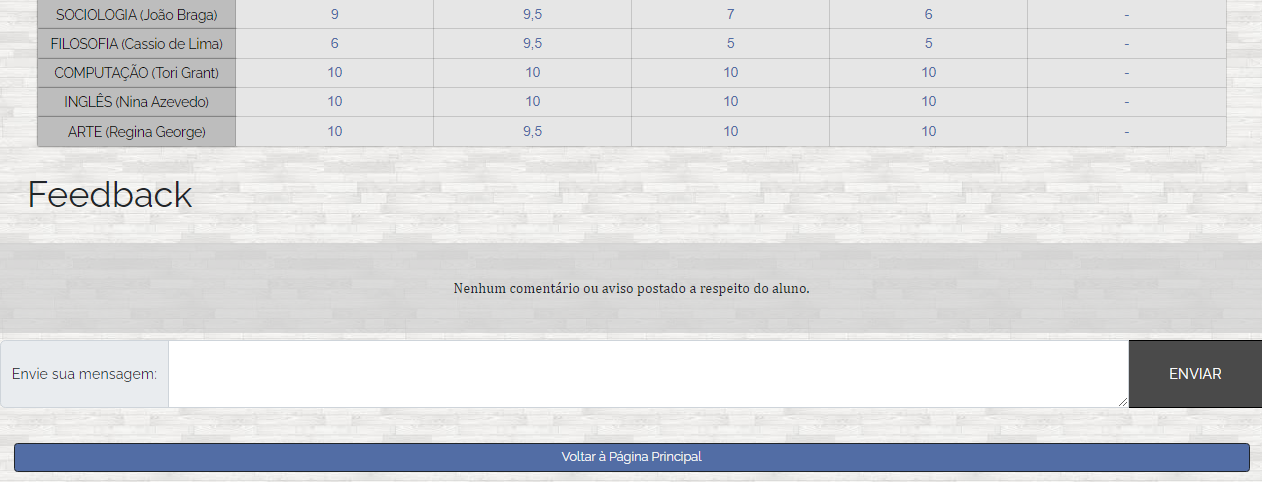 SOCIOLOGIA (João Braga) 9 9,5 7 6 -
FILOSOFIA (Cassio de Lima) 6 9,5 5 5 -
COMPUTAÇÃO (Tori Grant) 10 10 10 10 -
INGLÊS (Nina Azevedo) 10 10 10 10 -
ARTE (Regina George) 10 9,5 10 10 -
Feedback
Nenhum comentário ou aviso postado a respeito do aluno.
Envie sua mensagem: ENVIAR
Voltar à Página Principal